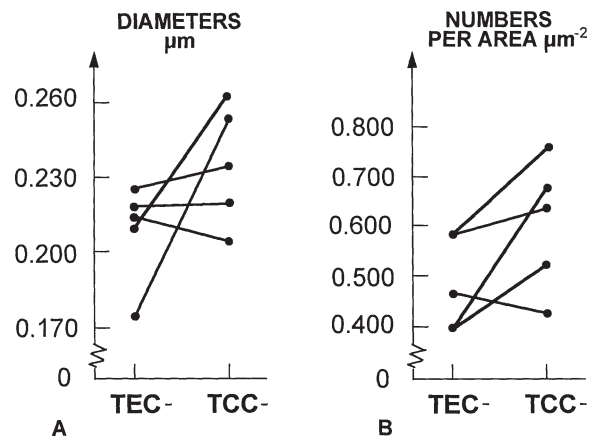 DIAMETERS
µm
0.260
0.230
0.200
0.170
0
TEC-
TCC-
A
NUMBERS
PER AREA µm-2
0.800
0.700
0.600
0.500
0.400
0
TEC-
TCC-
B